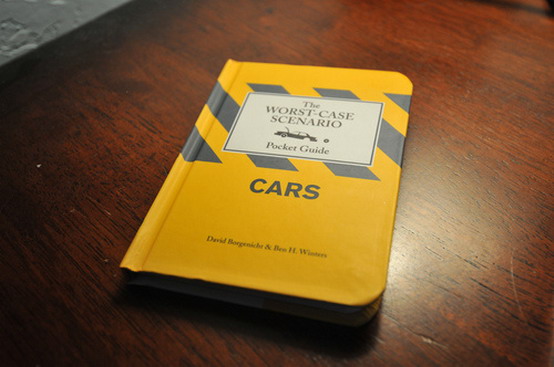 The
WORST-CASE
SCENARIO
Pocket Guide
CARS
David Borgenicht & Ben H. Winters